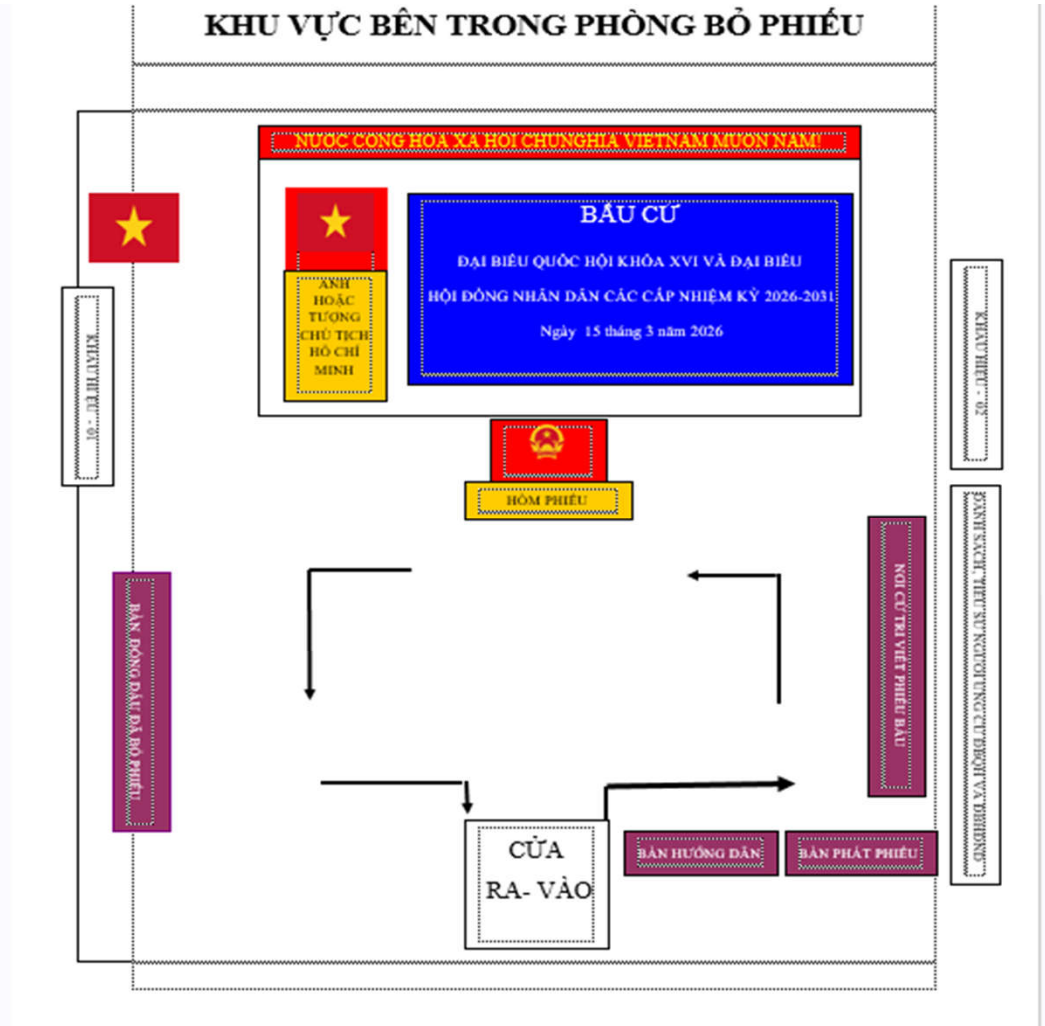 KHU VỰC BÊN TRONG PHÒNG BỎ PHIẾU
NUOC CONG HOA XA HOI CHUNGHIA VIETNAM MUON NAM!
BẦU CỬ
ĐẠI BIỂU QUỐC HỘI KHÓA XVI VÀ ĐẠI BIỂU
HỘI ĐỒNG NHÂN DÂN CÁC CẤP NHIỆM KỲ 2026-2031
Ngày 15 tháng 3 năm 2026
ẢNH
HOẶC
TƯỢNG
CHỦ TỊCH
HỒ CHÍ
MINH
KHẨU HIỆU - 01
KHẨU HIỆU - 02
HÒM PHIẾU
BÀN ĐÓNG DẤU ĐÃ BỎ PHIẾU
NƠI CỬ TRI VIẾT PHIẾU BẦU
DANH SÁCH, TIỂU SỬ NGƯỜI ỨNG CỬ ĐBQH VÀ ĐBHĐND
CỬA
RA- VÀO
BÀN HƯỚNG DẪN
BÀN PHÁT PHIẾU